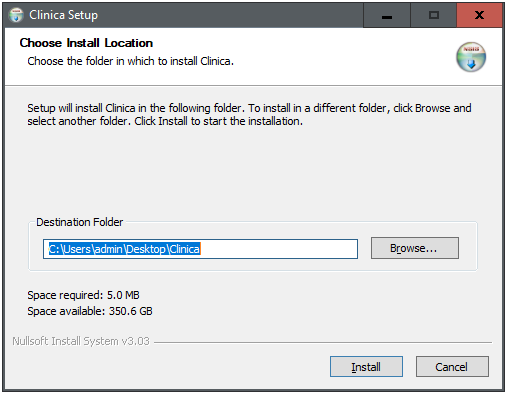 Clinica Setup
Choose Install Location
Choose the folder in which to install Clinica.
Setup will install Clinica in the following folder. To install in a different folder, click Browse and
select another folder. Click Install to start the installation.
Destination Folder
C:\Users\admin\Desktop\Clinica
Browse...
Space required: 5.0 MB
Space available: 350.6 GB
Nullsoft Install System v3.03
Install
Cancel